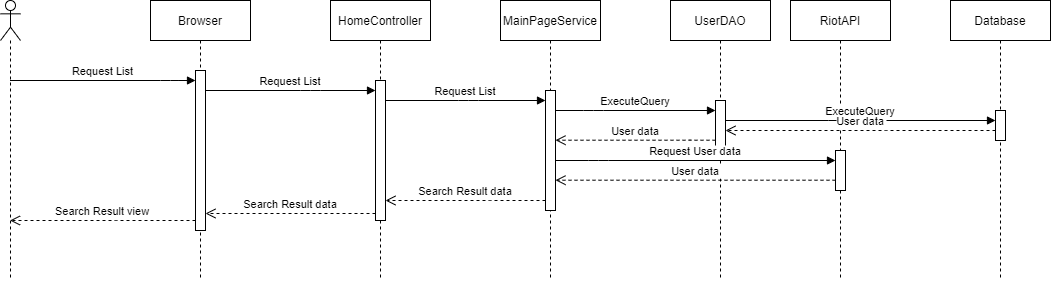 Browser
HomeController
MainPageService
UserDAO
RiotAPI
Database
Request List
Request List
Request List
ExecuteQuery
ExecuteQuery
User data
User data
Request User data
User data
Search Result data
Search Result data
Search Result view